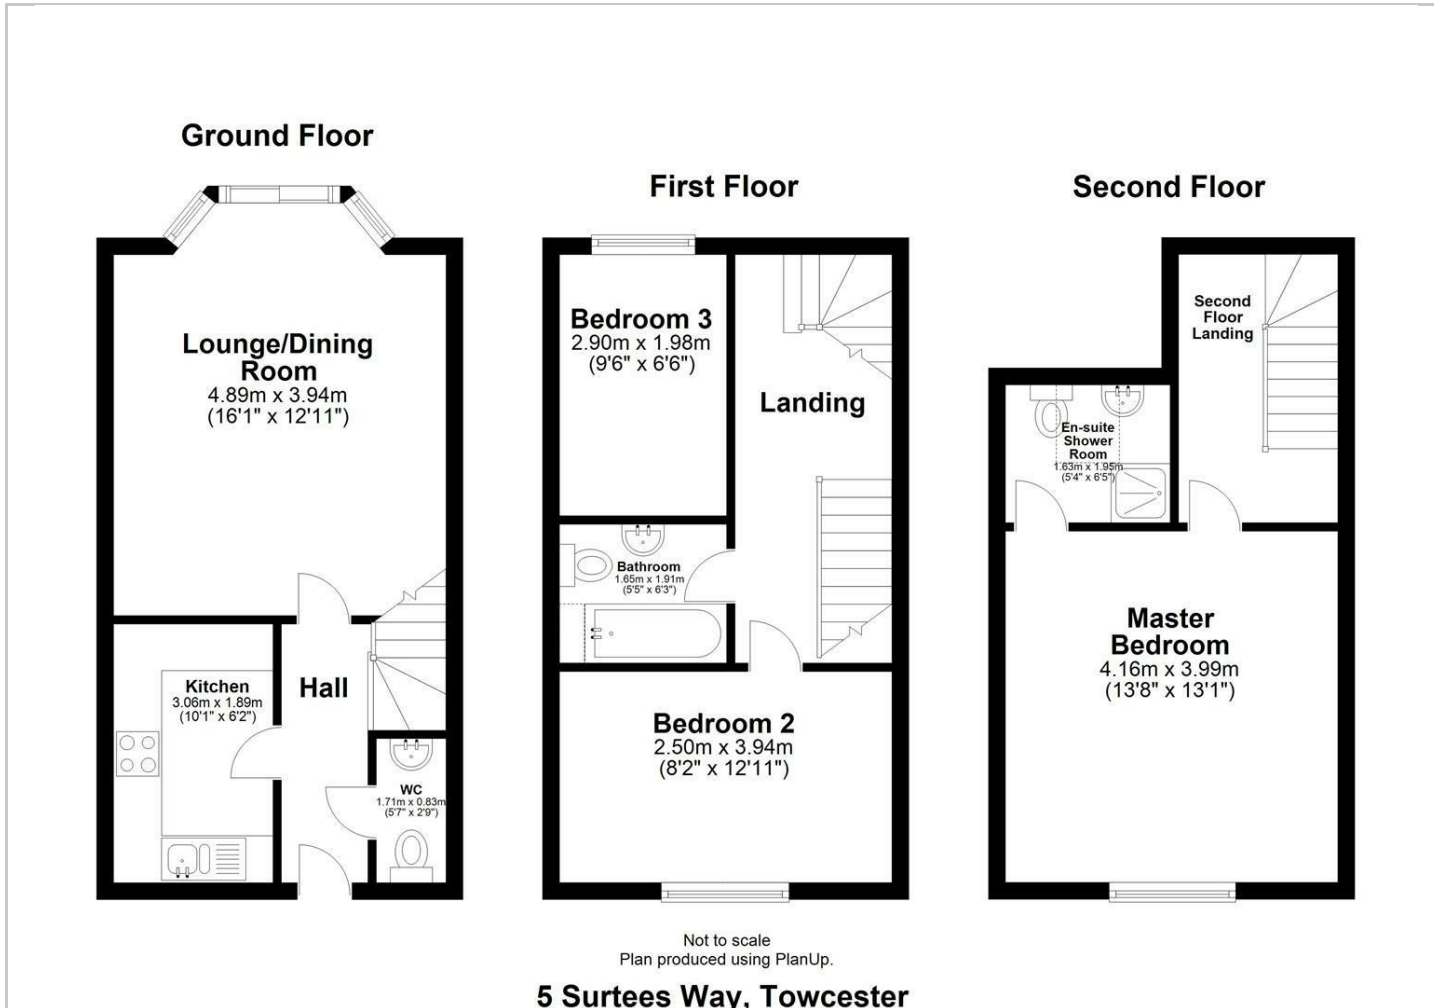 Ground Floor
Lounge/Dining
Room
4.89m x 3.94m
(16'1" x 12'11")
Kitchen
3.06m x 1.89m
(10'1" x 6'2")
Hall
WC
1.71m x 0.83m
(5'7" x 2'9")
First Floor
Bedroom 3
2.90m x 1.98m
(9'6" x 6'6")
Landing
Bathroom
1.65m x 1.91m
(5'5" x 6'3")
Bedroom 2
2.50m x 3.94m
(8'2" x 12'11")
Second Floor
Second
Floor
Landing
En-suite
Shower
Room
1.63m x 1.95m
(5'4" x 6'5")
Master
Bedroom
4.16m x 3.99m
(13'8" x 13'1")
Not to scale
Plan produced using PlanUp.
5 Surtees Way, Towcester